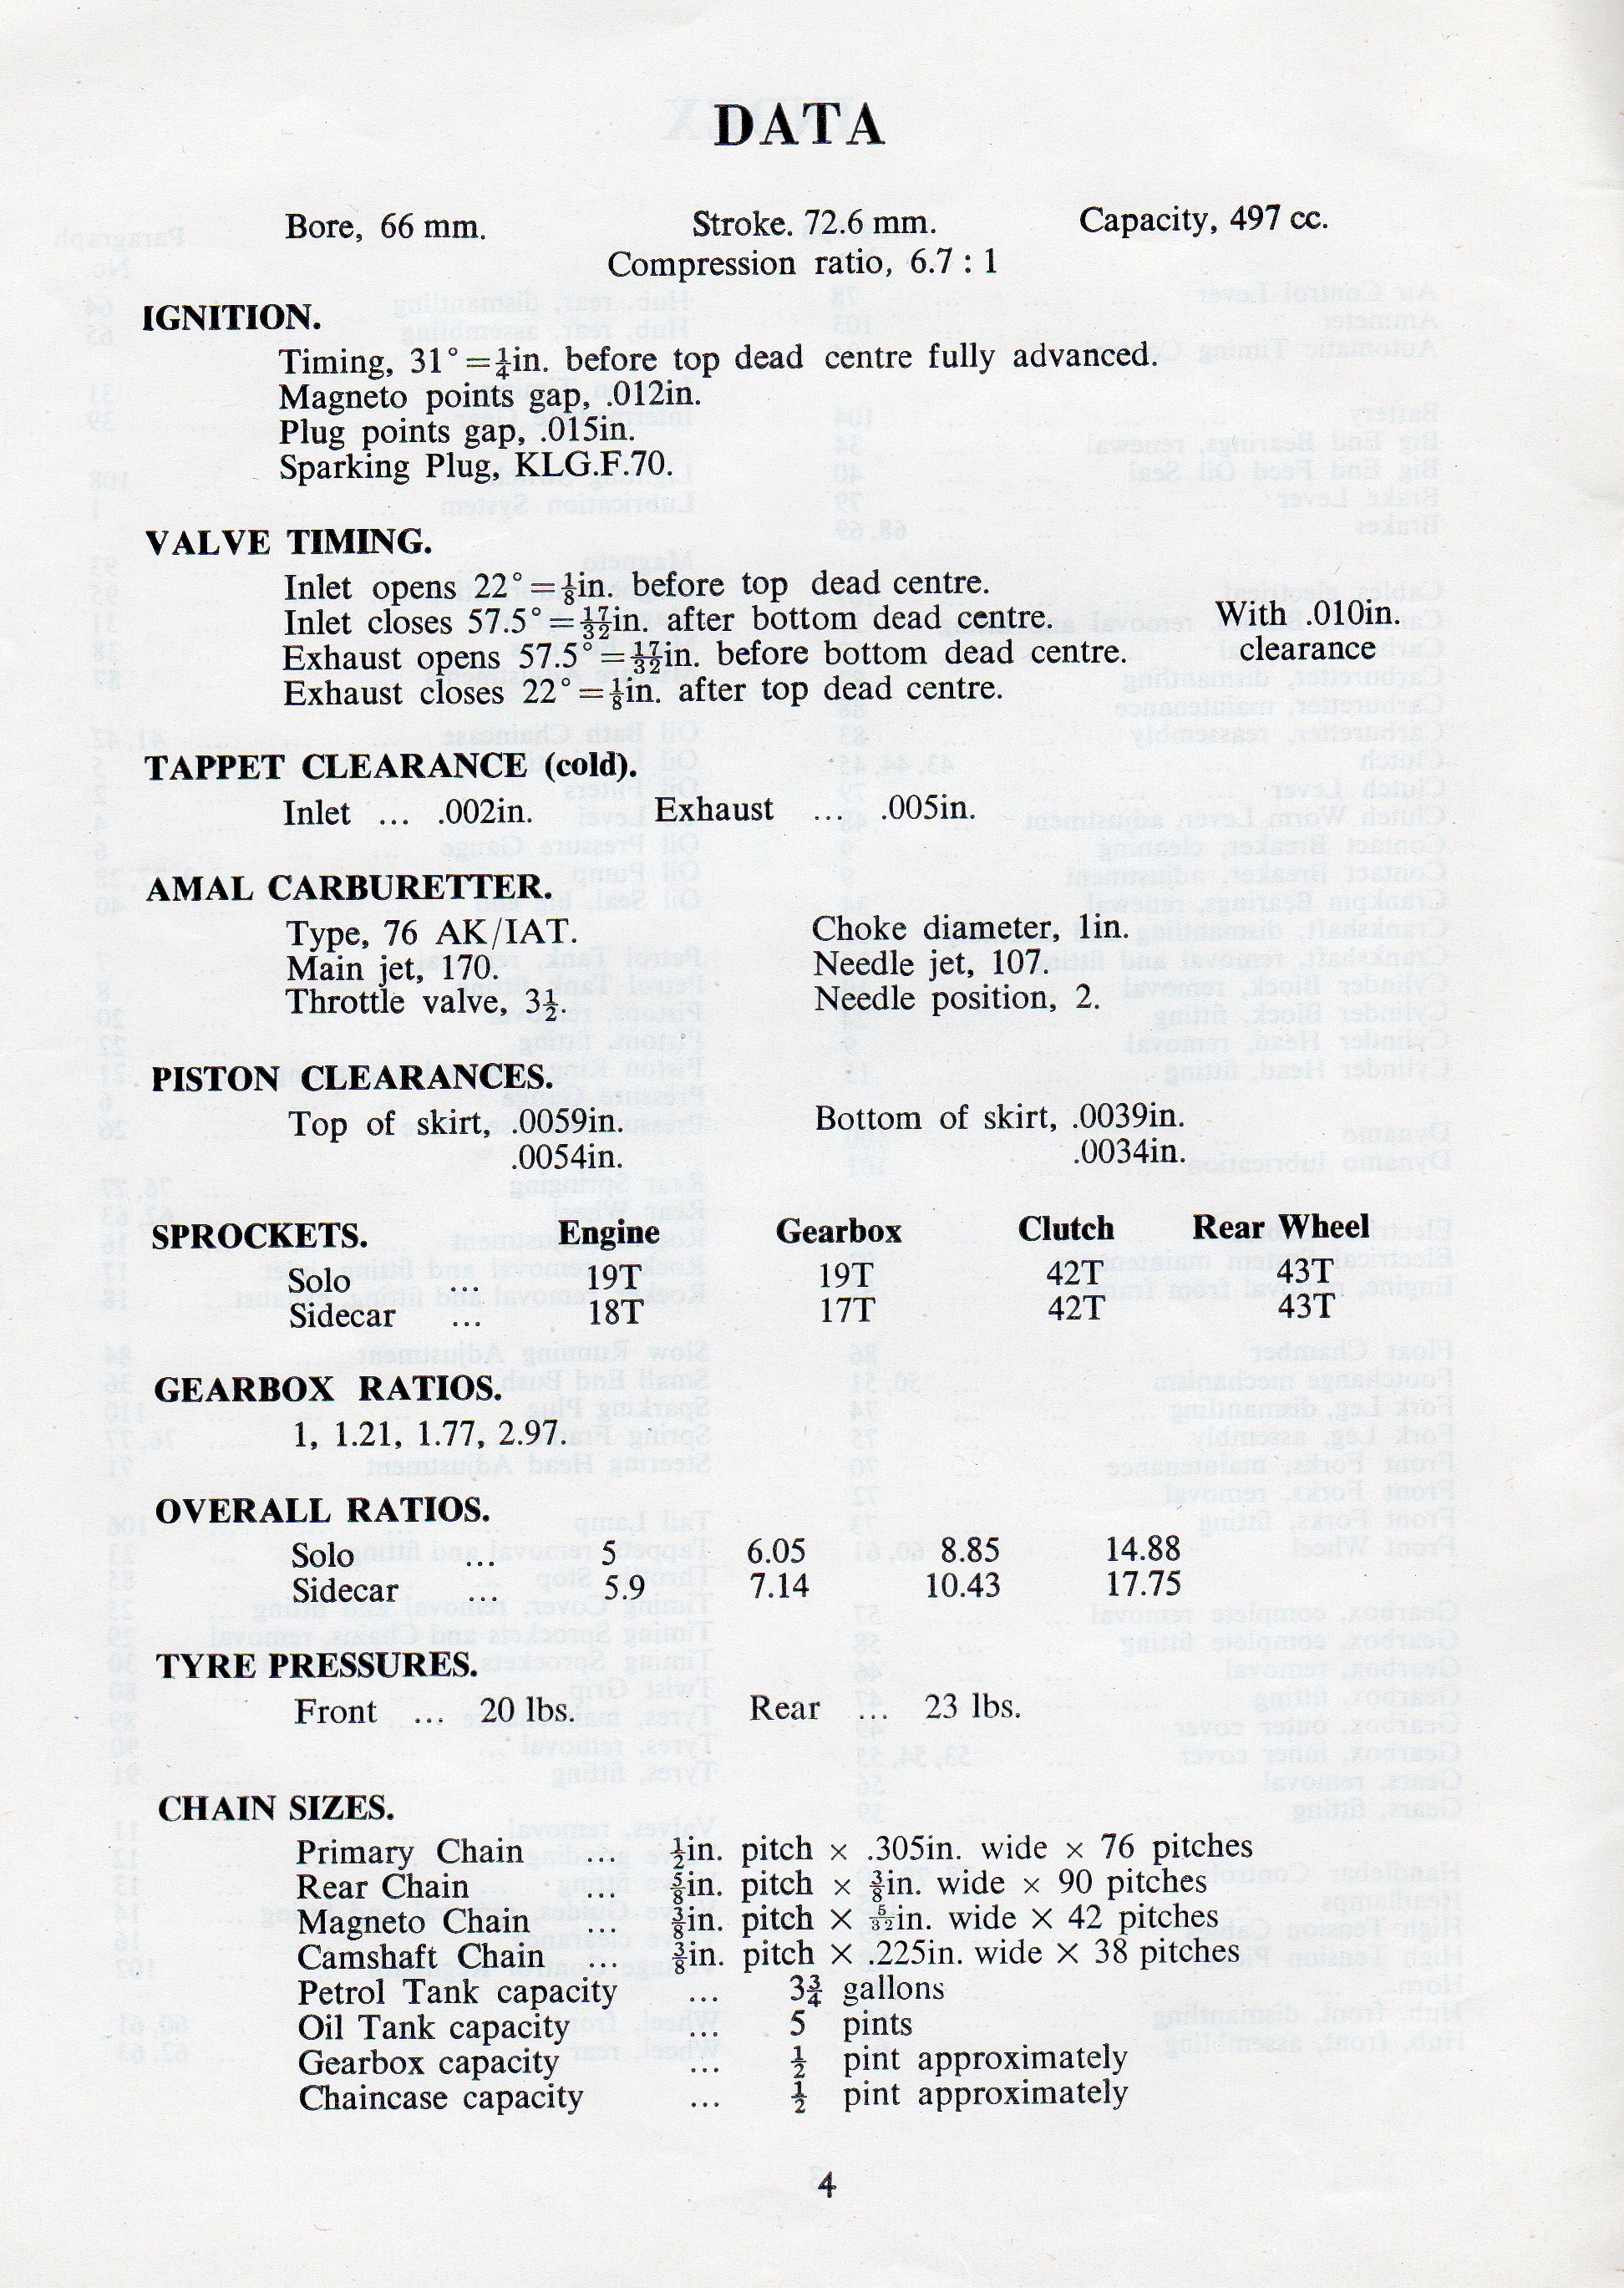 DATA
Bore, 66 mm. Stroke. 72.6 mm. Capacity, 497 cc.
Compression ratio, 6.7 : 1
IGNITION.
Timing, 31° = ¼in. before top dead centre fully advanced.
Magneto points gap, .012in.
Plug points gap, .015in.
Sparking Plug, KLG.F.70.
VALVE TIMING.
Inlet opens 22° = ⅛in. before top dead centre.
Inlet closes 57.5° = 17/32in. after bottom dead centre. With .010in.
Exhaust opens 57.5° = 17/32in. before bottom dead centre. clearance
Exhaust closes 22° = ⅛in. after top dead centre.
TAPPET CLEARANCE (cold).
Inlet ... .002in. Exhaust ... .005in.
AMAL CARBURETTER.
Type, 76 AK/IAT. Choke diameter, 1in.
Main jet, 170. Needle jet, 107.
Throttle valve, 3½. Needle position, 2.
PISTON CLEARANCES.
Top of skirt, .0059in. Bottom of skirt, .0039in.
.0054in. .0034in.
SPROCKETS. Engine Gearbox Clutch Rear Wheel
Solo ... 19T 19T 42T 43T
Sidecar ... 18T 17T 42T 43T
GEARBOX RATIOS.
1, 1.21, 1.77, 2.97.
OVERALL RATIOS.
Solo ... 5 6.05 8.85 14.88
Sidecar ... 5.9 7.14 10.43 17.75
TYRE PRESSURES.
Front ... 20 lbs. Rear ... 23 lbs.
CHAIN SIZES.
Primary Chain ... ½in. pitch × .305in. wide × 76 pitches
Rear Chain ... ⅝in. pitch × ⅜in. wide × 90 pitches
Magneto Chain ... ⅜in. pitch × 5/32in. wide × 42 pitches
Camshaft Chain ... ⅜in. pitch × .225in. wide × 38 pitches
Petrol Tank capacity ... 3¾ gallons
Oil Tank capacity ... 5 pints
Gearbox capacity ... ½ pint approximately
Chaincase capacity ... ½ pint approximately
4